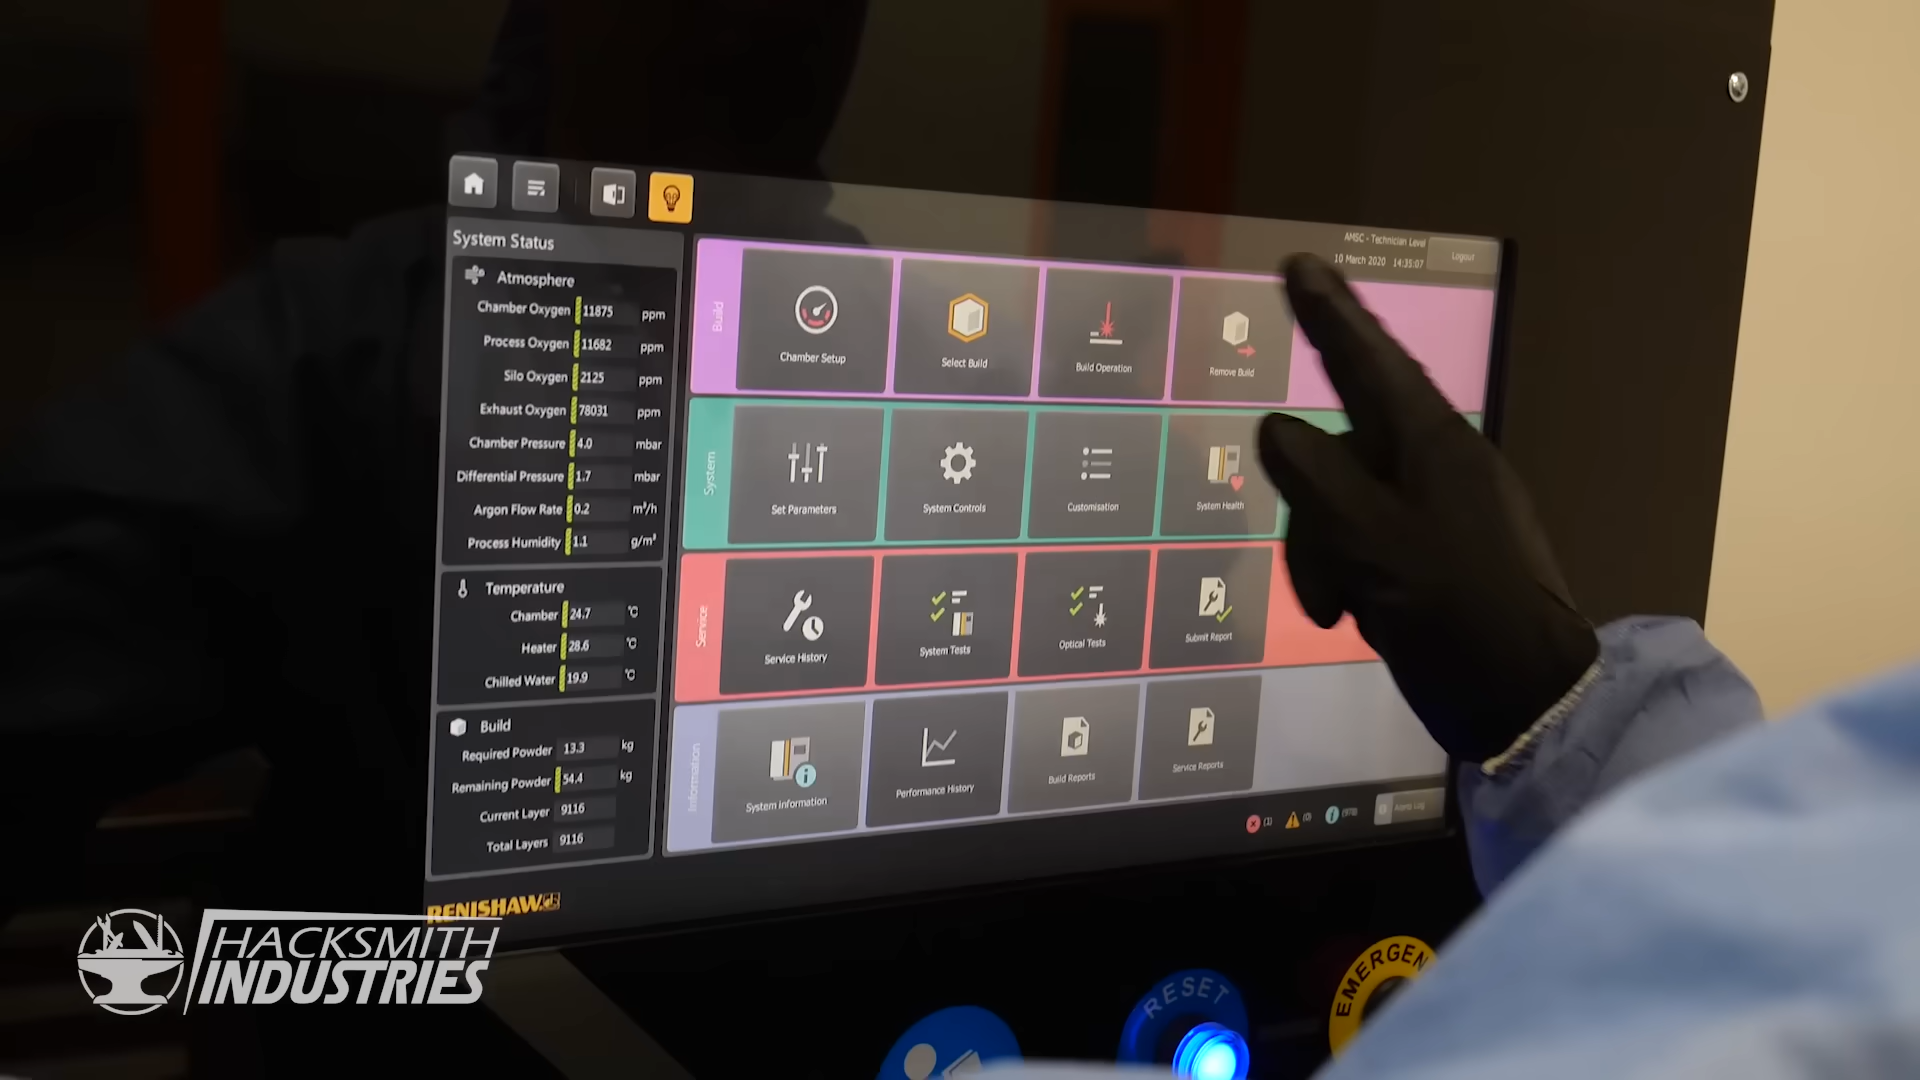 AMSC - Technician Level
10 March 2020 14:35:07
Logout
System Status
Atmosphere
Chamber Oxygen 11875 ppm
Process Oxygen 11682 ppm
Silo Oxygen 2125 ppm
Exhaust Oxygen 78031 ppm
Chamber Pressure 4.0 mbar
Differential Pressure 1.7 mbar
Argon Flow Rate 0.2 m³/h
Process Humidity 1.1 g/m³
Temperature
Chamber 24.7 °C
Heater 28.6 °C
Chilled Water 19.9 °C
Build
Required Powder 13.3 kg
Remaining Powder 54.4 kg
Current Layer 9116
Total Layers 9116
Build
Chamber Setup
Select Build
Build Operation
Remove Build
System
Set Parameters
System Controls
Customisation
System Health
Service
Service History
System Tests
Optical Tests
Submit Report
Information
System Information
Performance History
Build Reports
Service Reports
RENISHAW
HACKSMITH
INDUSTRIES
RESET
EMERGEN